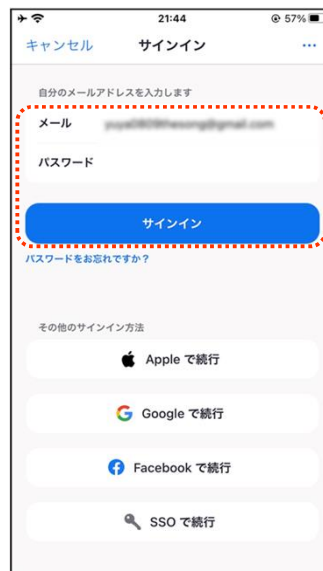 21:44
57%
キャンセル サインイン ...
自分のメールアドレスを入力します
メール
パスワード
サインイン
パスワードをお忘れですか？
その他のサインイン方法
Apple で続行
Google で続行
Facebook で続行
SSO で続行